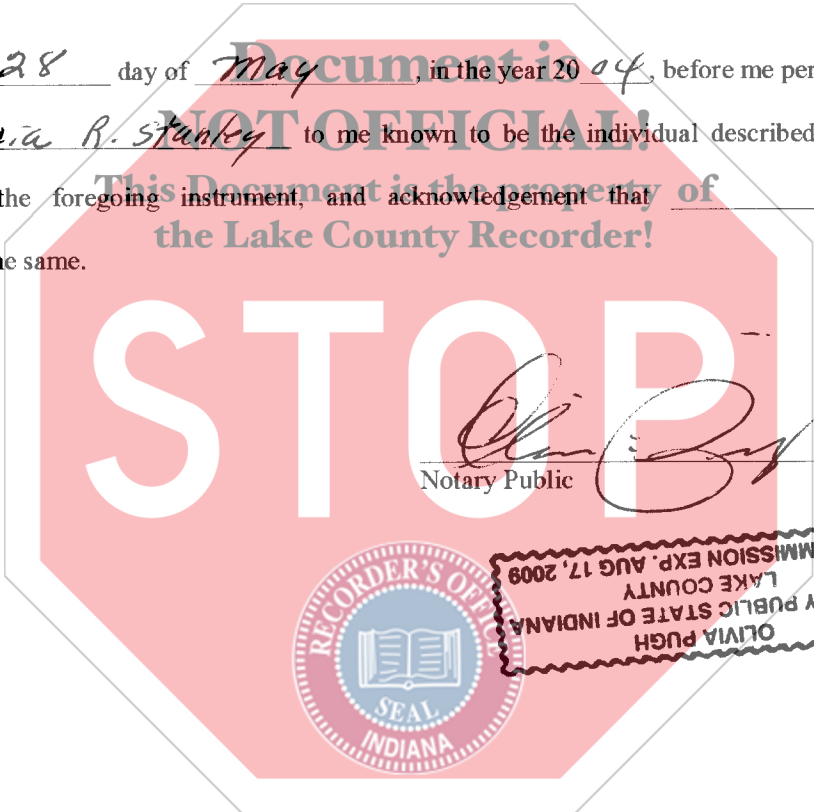 Document is
28 day of May, in the year 2004, before me per
NOT OFFICIAL!
R. Stanley to me known to be the individual described
This Document is the property of
the foregoing instrument, and acknowledgement that
the Lake County Recorder!
e same.
STOP
Notary Public
RECORDER'S OFFICE
SEAL
INDIANA
OLIVIA PUGH
Y PUBLIC STATE OF INDIANA
LAKE COUNTY
MMISSION EXP. AUG 17, 2009